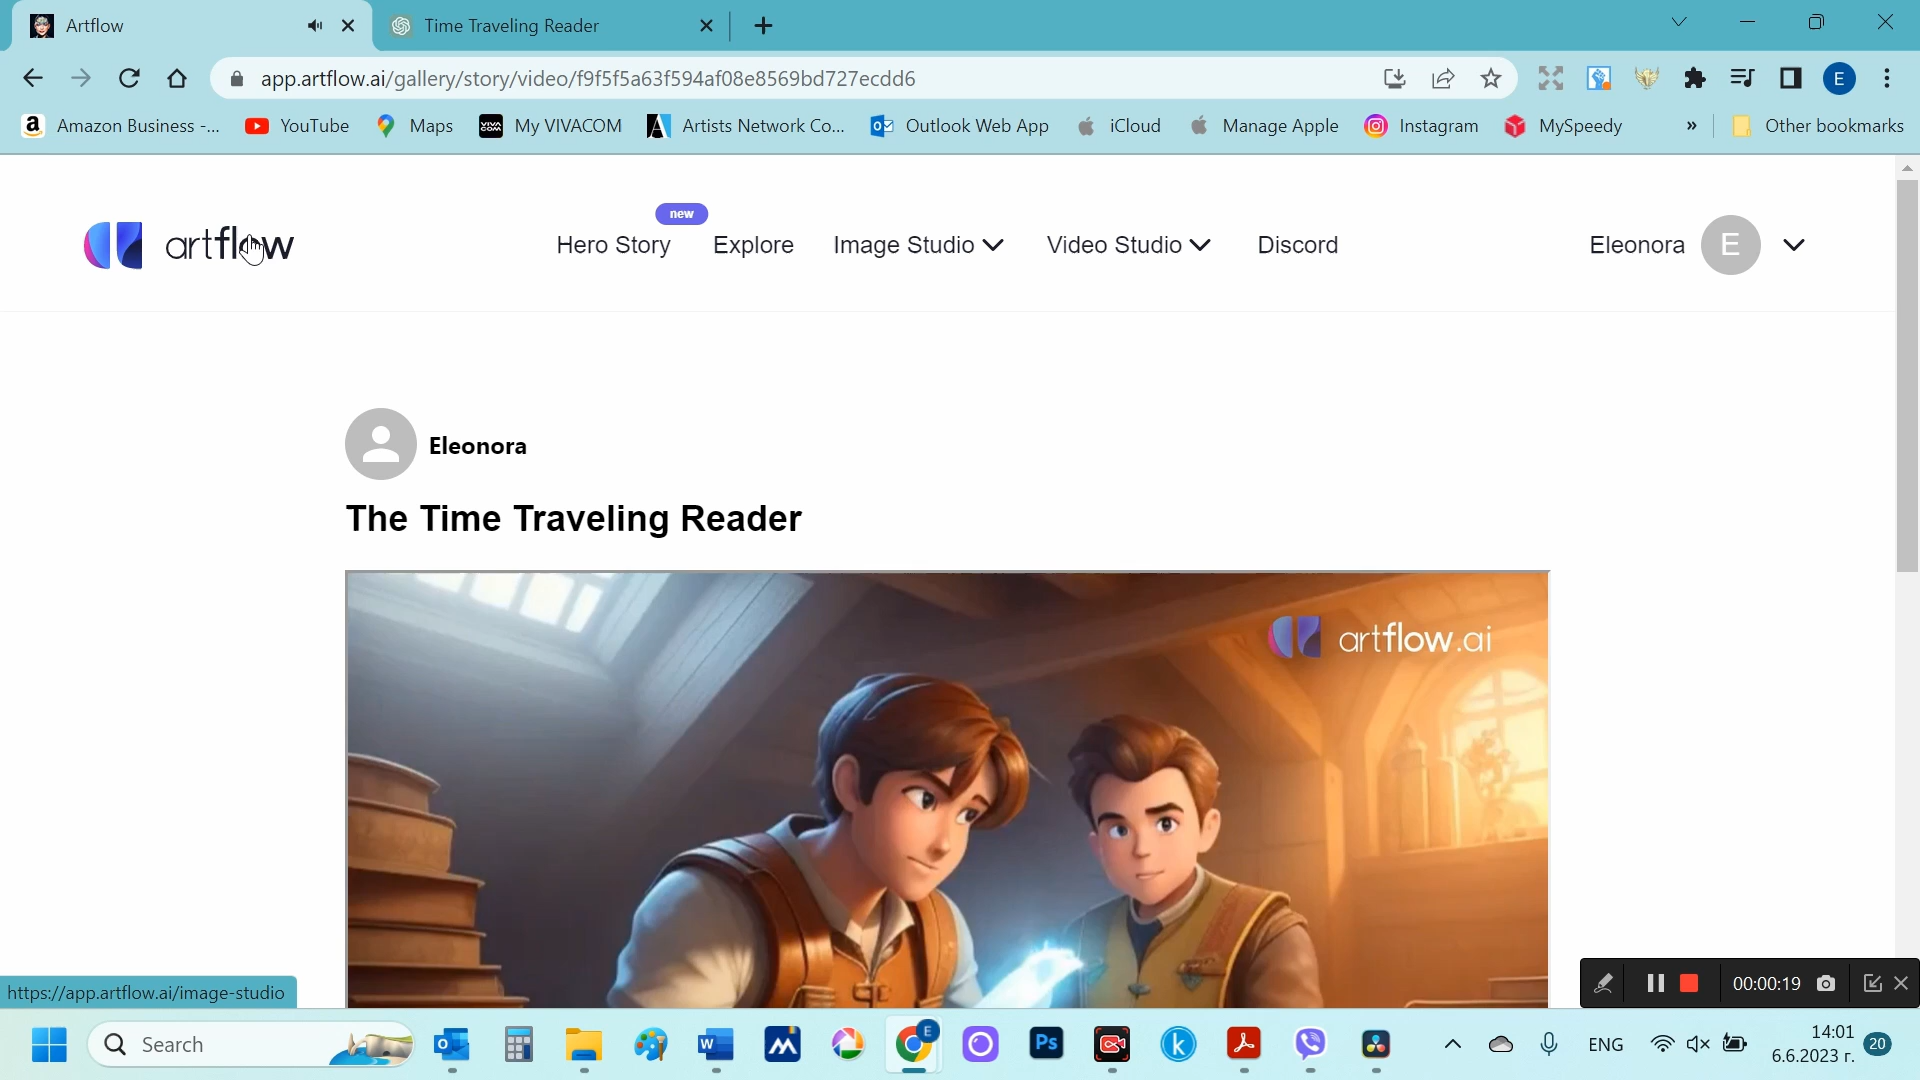 Artflow
Time Traveling Reader
app.artflow.ai/gallery/story/video/f9f5f5a63f594af08e8569bd727ecdd6
E
Amazon Business -...
YouTube
Maps
My VIVACOM
Artists Network Co...
Outlook Web App
iCloud
Manage Apple
Instagram
MySpeedy
»
Other bookmarks
artflow
new
Hero Story
Explore
Image Studio
Video Studio
Discord
Eleonora
E
Eleonora
The Time Traveling Reader
artflow.ai
https://app.artflow.ai/image-studio
00:00:19
Search
E
Ps
ENG
14:01
6.6.2023 г.
20